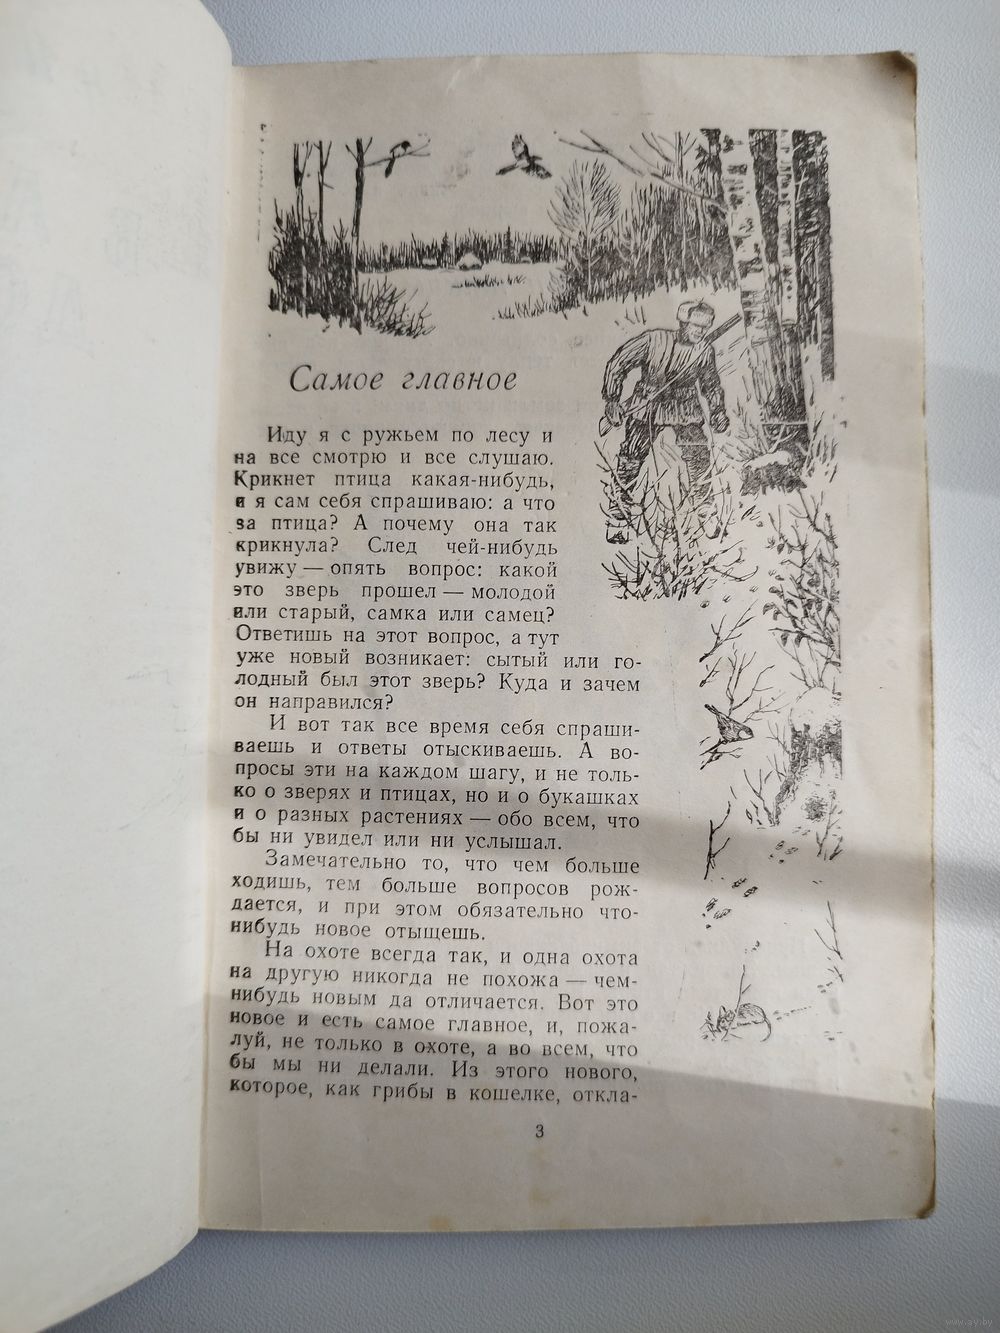 Самое главное
Иду я с ружьем по лесу и
на все смотрю и все слушаю.
Крикнет птица какая-нибудь,
и я сам себя спрашиваю: а что
за птица? А почему она так
крикнула? След чей-нибудь
увижу — опять вопрос: какой
это зверь прошел — молодой
или старый, самка или самец?
Ответишь на этот вопрос, а тут
уже новый возникает: сытый или го-
лодный был этот зверь? Куда и зачем
он направился?
И вот так все время себя спраши-
ваешь и ответы отыскиваешь. А во-
просы эти на каждом шагу, и не толь-
ко о зверях и птицах, но и о букашках
и о разных растениях — обо всем, что
бы ни увидел или ни услышал.
Замечательно то, что чем больше
ходишь, тем больше вопросов рож-
дается, и при этом обязательно что-
нибудь новое отыщешь.
На охоте всегда так, и одна охота
на другую никогда не похожа — чем-
нибудь новым да отличается. Вот это
новое и есть самое главное, и, пожа-
луй, не только в охоте, а во всем, что
бы мы ни делали. Из этого нового,
которое, как грибы в кошелке, откла-
3
www.ay.by